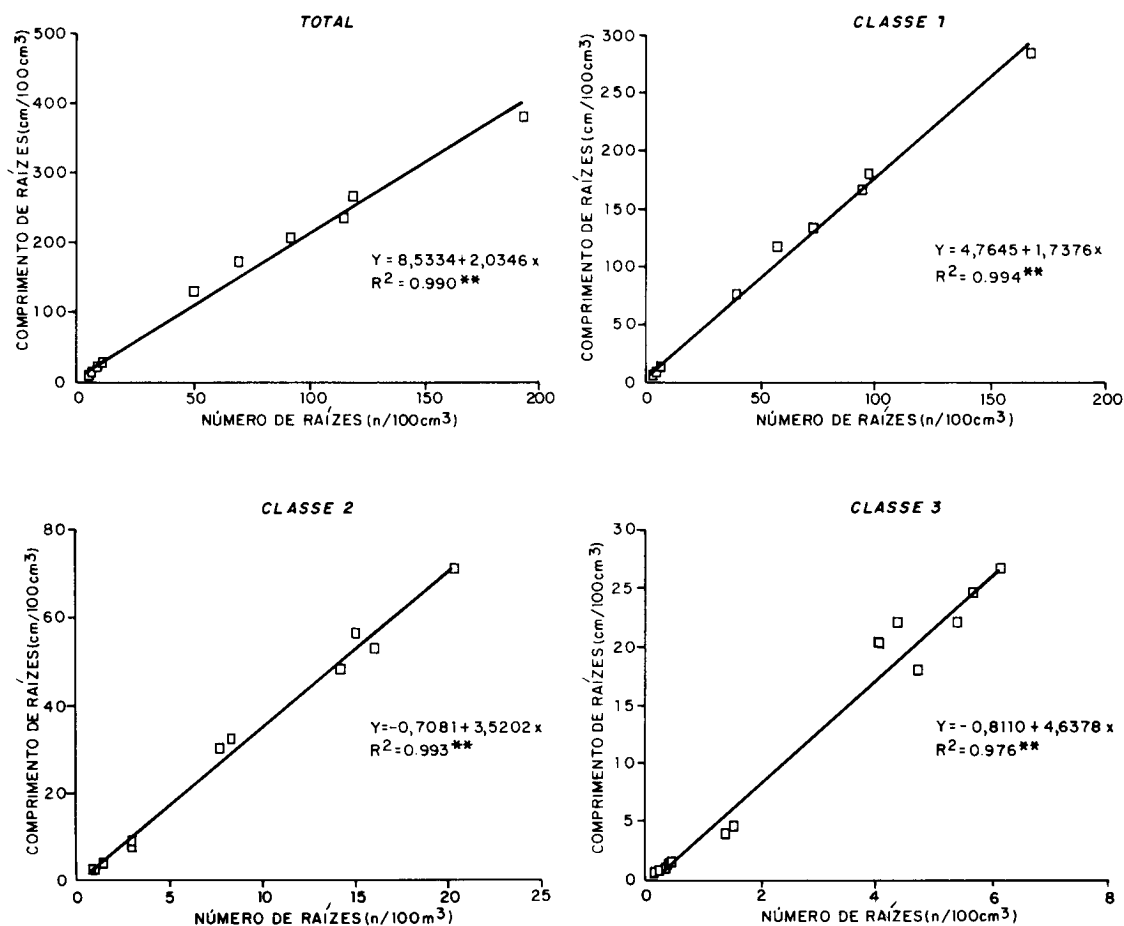 TOTAL
COMPRIMENTO DE RAÍZES (cm/100cm³)
500
400
300
200
100
0
50
100
150
200
NÚMERO DE RAÍZES (n/100cm³)
Y = 8,5334+2,0346 x
R² = 0.990 **
CLASSE 1
COMPRIMENTO DE RAÍZES (cm/100cm³)
300
250
200
150
100
50
0
0
50
100
150
200
NÚMERO DE RAÍZES (n/100cm³)
Y = 4,7645+1,7376x
R² = 0.994 **
CLASSE 2
COMPRIMENTO DE RAÍZES (cm/100cm³)
80
60
40
20
0
0
5
10
15
20
25
NÚMERO DE RAÍZES (n/100m³)
Y=-0,7081+3,5202 x
R² = 0.993 **
CLASSE 3
COMPRIMENTO DE RAÍZES (cm/100cm³)
30
25
20
15
10
5
0
0
2
4
6
8
NÚMERO DE RAÍZES (n/100cm³)
Y= -0,8110 + 4,6378 x
R² = 0.976 **